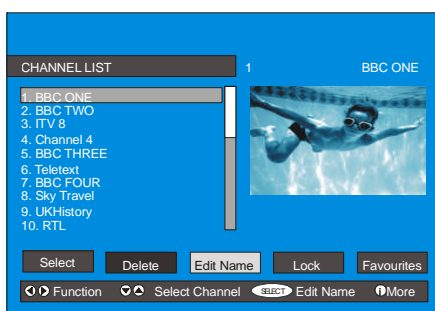 CHANNEL LIST
1 BBC ONE
1. BBC ONE
2. BBC TWO
3. ITV 8
4. Channel 4
5. BBC THREE
6. Teletext
7. BBC FOUR
8. Sky Travel
9. UKHistory
10. RTL
Select Delete Edit Name Lock Favourites
Function Select Channel SELECT Edit Name i More